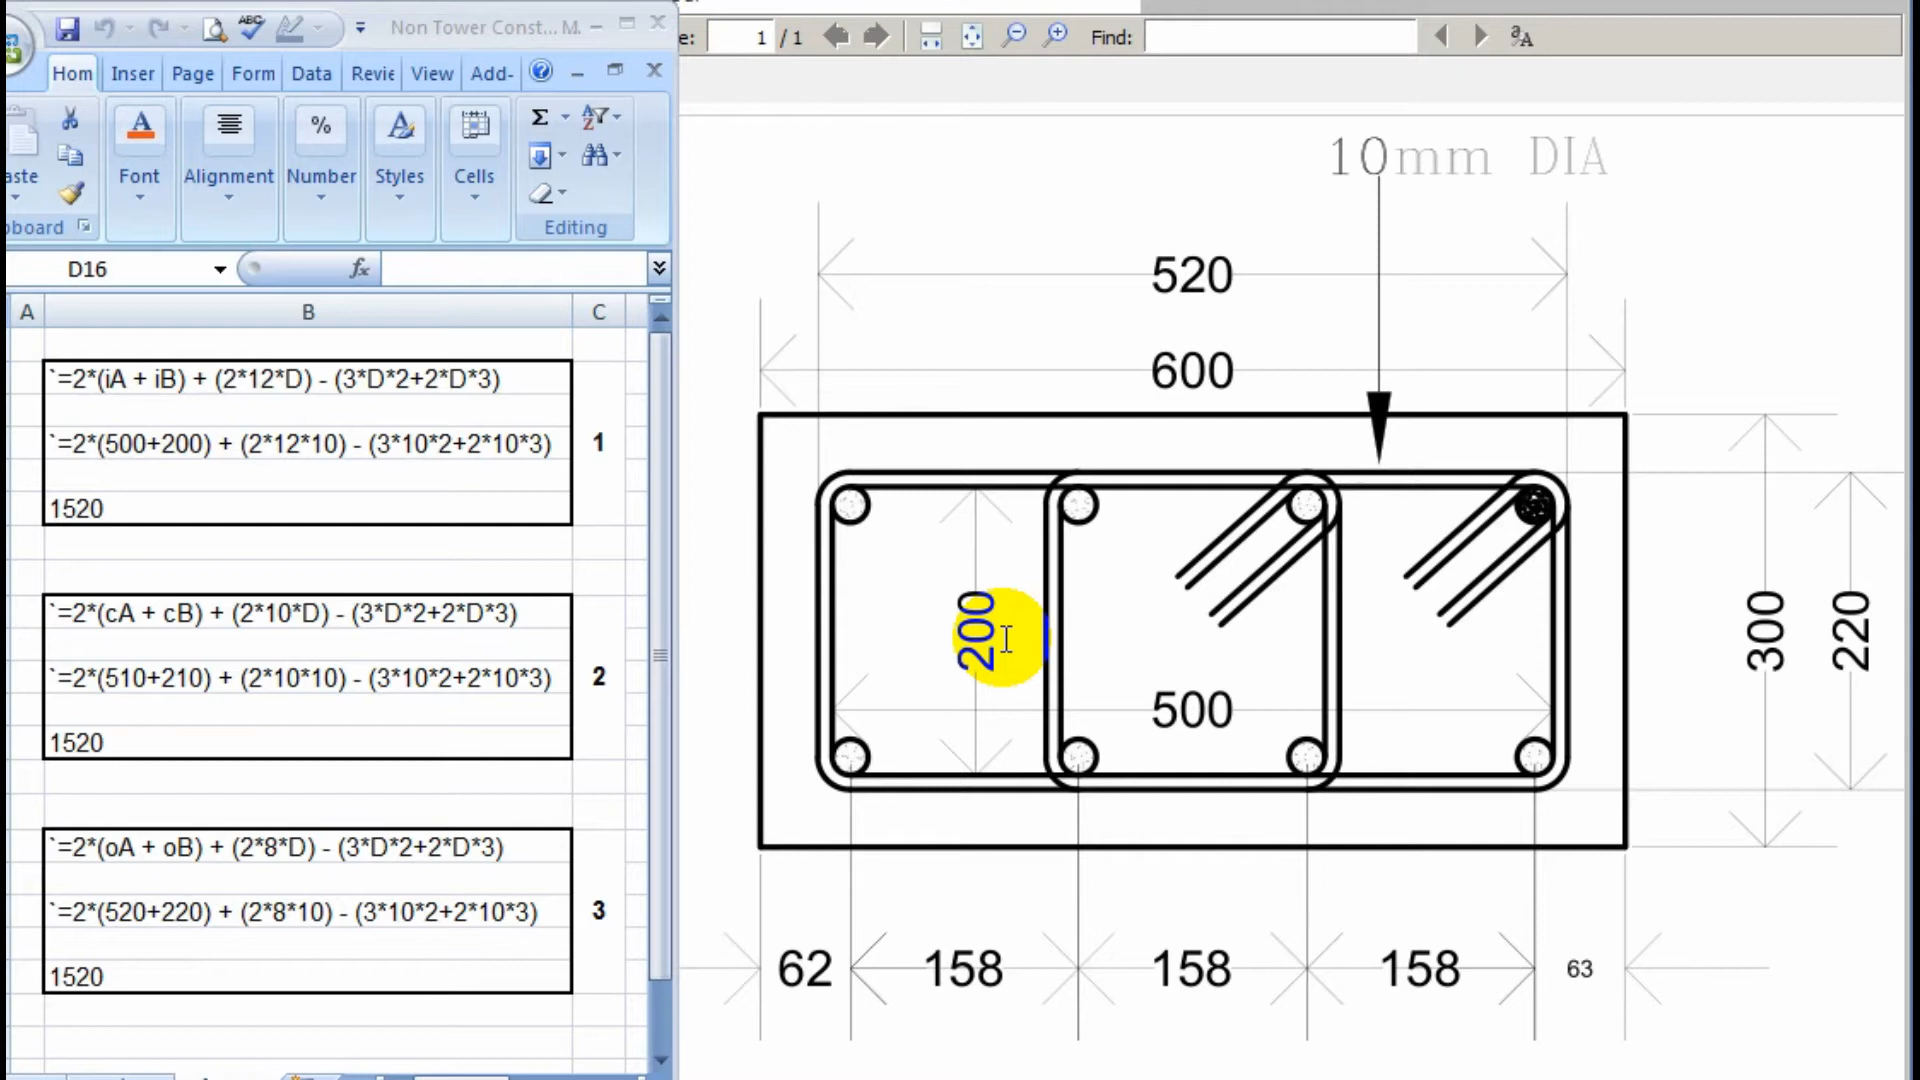 Non Tower Const... M.
Hom Inser Page Form Data Revie View Add-
aste Font Alignment Number Styles Cells
board Editing
D16 fx
A B C
`=2*(iA + iB) + (2*12*D) - (3*D*2+2*D*3)
`=2*(500+200) + (2*12*10) - (3*10*2+2*10*3) 1
1520
`=2*(cA + cB) + (2*10*D) - (3*D*2+2*D*3)
`=2*(510+210) + (2*10*10) - (3*10*2+2*10*3) 2
1520
`=2*(oA + oB) + (2*8*D) - (3*D*2+2*D*3)
`=2*(520+220) + (2*8*10) - (3*10*2+2*10*3) 3
1520
e: 1 / 1 Find:
10mm DIA
520
600
200
500
300
220
62 158 158 158 63